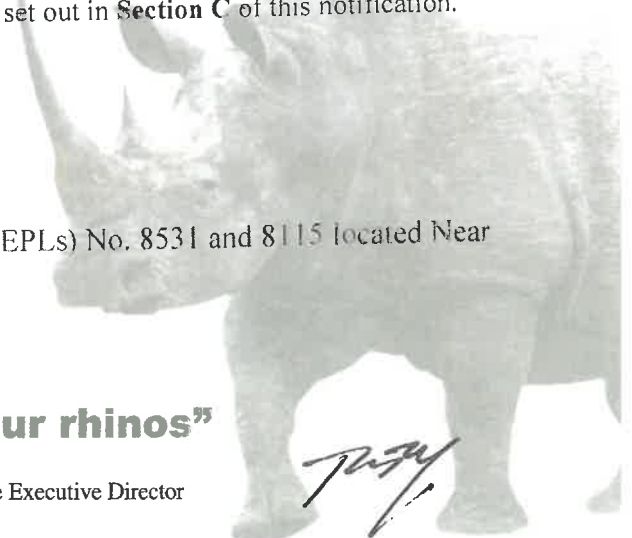 set out in Section C of this notification.
EPLs) No. 8531 and 8115 located Near
ur rhinos”
Executive Director